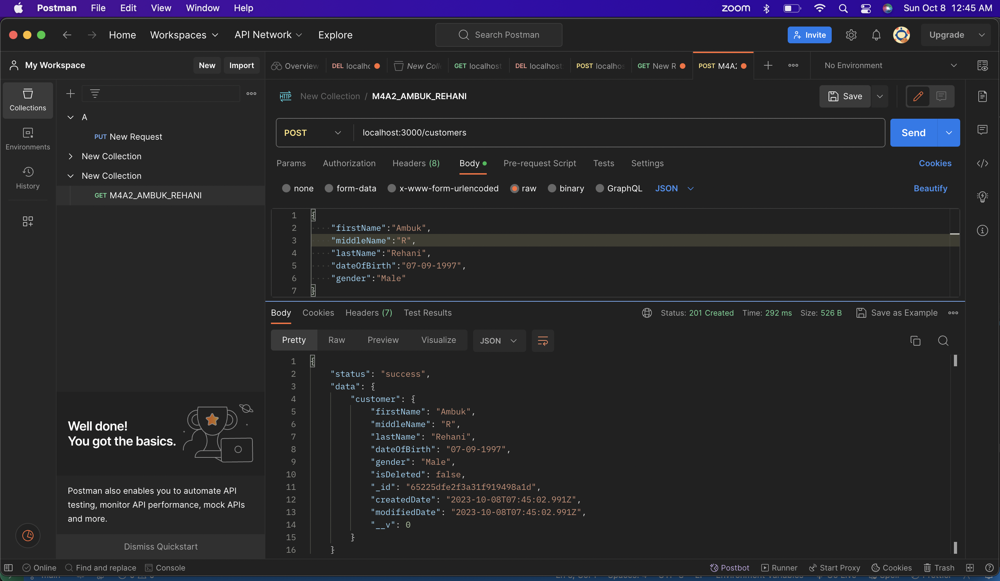 Postman File Edit View Window Help zoom Sun Oct 8 12:45 AM
Home Workspaces API Network Explore Search Postman Invite Upgrade
My Workspace New Import Overview DEL localhc New Coll GET localhost DEL localhost: POST localhos GET New R POST M4A2 No Environment
Collections
Environments
History
A
PUT New Request
New Collection
New Collection
GET M4A2_AMBUK_REHANI
Well done!
You got the basics.
Postman also enables you to automate API
testing, monitor API performance, mock APIs
and more.
Dismiss Quickstart
HTTP New Collection / M4A2_AMBUK_REHANI Save
POST localhost:3000/customers Send
Params Authorization Headers (8) Body Pre-request Script Tests Settings Cookies
none form-data x-www-form-urlencoded raw binary GraphQL JSON Beautify
1 {
2 "firstName":"Ambuk",
3 "middleName":"R",
4 "lastName":"Rehani",
5 "dateOfBirth":"07-09-1997",
6 "gender":"Male"
7 }
Body Cookies Headers (7) Test Results Status: 201 Created Time: 292 ms Size: 526 B Save as Example
Pretty Raw Preview Visualize JSON
1 {
2 "status": "success",
3 "data": {
4 "customer": {
5 "firstName": "Ambuk",
6 "middleName": "R",
7 "lastName": "Rehani",
8 "dateOfBirth": "07-09-1997",
9 "gender": "Male",
10 "isDeleted": false,
11 "_id": "65225dfe2f3a31f919498a1d",
12 "createdDate": "2023-10-08T07:45:02.991Z",
13 "modifiedDate": "2023-10-08T07:45:02.991Z",
14 "__v": 0
15 }
16 }
Online Find and replace Console Postbot Runner Start Proxy Cookies Trash